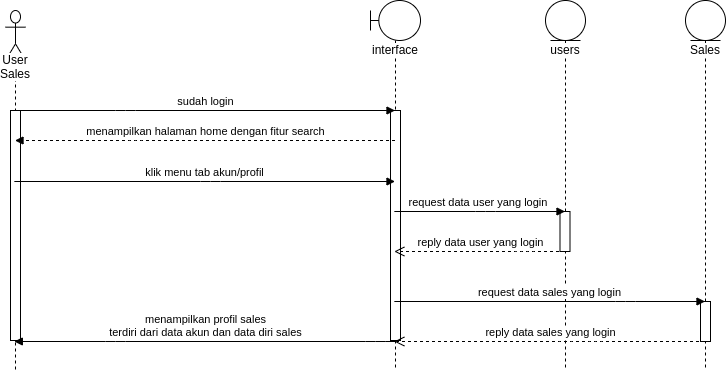 User
Sales
interface
users
Sales
sudah login
menampilkan halaman home dengan fitur search
klik menu tab akun/profil
request data user yang login
reply data user yang login
request data sales yang login
menampilkan profil sales
terdiri dari data akun dan data diri sales
reply data sales yang login